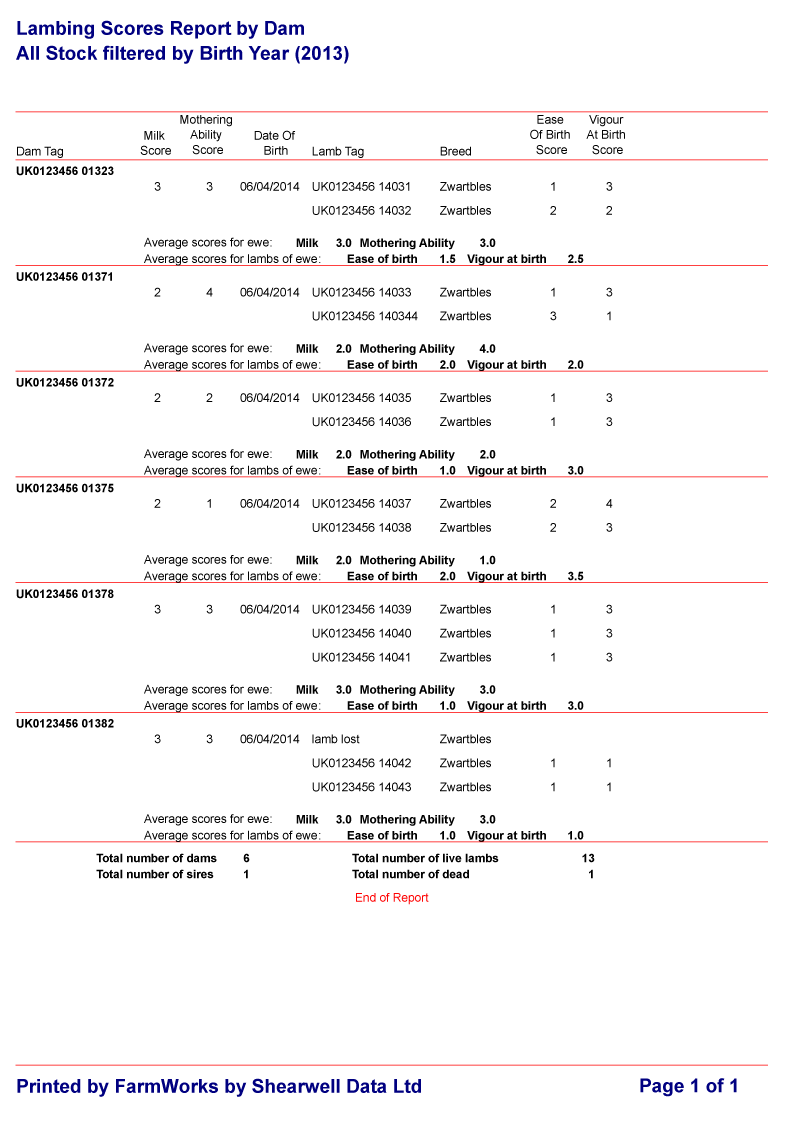 Lambing Scores Report by Dam
All Stock filtered by Birth Year (2013)
Dam Tag Milk Score Mothering Ability Score Date Of Birth Lamb Tag Breed Ease Of Birth Score Vigour At Birth Score
UK0123456 01323
3 3 06/04/2014 UK0123456 14031 Zwartbles 1 3
UK0123456 14032 Zwartbles 2 2
Average scores for ewe: Milk 3.0 Mothering Ability 3.0
Average scores for lambs of ewe: Ease of birth 1.5 Vigour at birth 2.5
UK0123456 01371
2 4 06/04/2014 UK0123456 14033 Zwartbles 1 3
UK0123456 140344 Zwartbles 3 1
Average scores for ewe: Milk 2.0 Mothering Ability 4.0
Average scores for lambs of ewe: Ease of birth 2.0 Vigour at birth 2.0
UK0123456 01372
2 2 06/04/2014 UK0123456 14035 Zwartbles 1 3
UK0123456 14036 Zwartbles 1 3
Average scores for ewe: Milk 2.0 Mothering Ability 2.0
Average scores for lambs of ewe: Ease of birth 1.0 Vigour at birth 3.0
UK0123456 01375
2 1 06/04/2014 UK0123456 14037 Zwartbles 2 4
UK0123456 14038 Zwartbles 2 3
Average scores for ewe: Milk 2.0 Mothering Ability 1.0
Average scores for lambs of ewe: Ease of birth 2.0 Vigour at birth 3.5
UK0123456 01378
3 3 06/04/2014 UK0123456 14039 Zwartbles 1 3
UK0123456 14040 Zwartbles 1 3
UK0123456 14041 Zwartbles 1 3
Average scores for ewe: Milk 3.0 Mothering Ability 3.0
Average scores for lambs of ewe: Ease of birth 1.0 Vigour at birth 3.0
UK0123456 01382
3 3 06/04/2014 lamb lost Zwartbles
UK0123456 14042 Zwartbles 1 1
UK0123456 14043 Zwartbles 1 1
Average scores for ewe: Milk 3.0 Mothering Ability 3.0
Average scores for lambs of ewe: Ease of birth 1.0 Vigour at birth 1.0
Total number of dams 6 Total number of live lambs 13
Total number of sires 1 Total number of dead 1
End of Report
Printed by FarmWorks by Shearwell Data Ltd Page 1 of 1